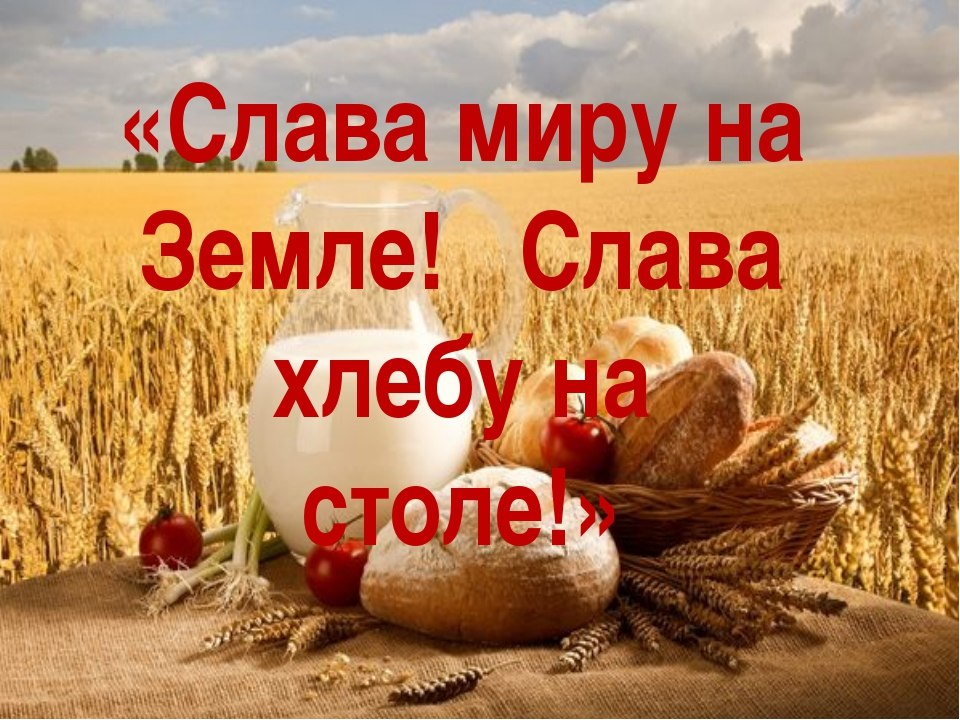 «Слава миру на
Земле!   Слава
хлебу на
столе!»